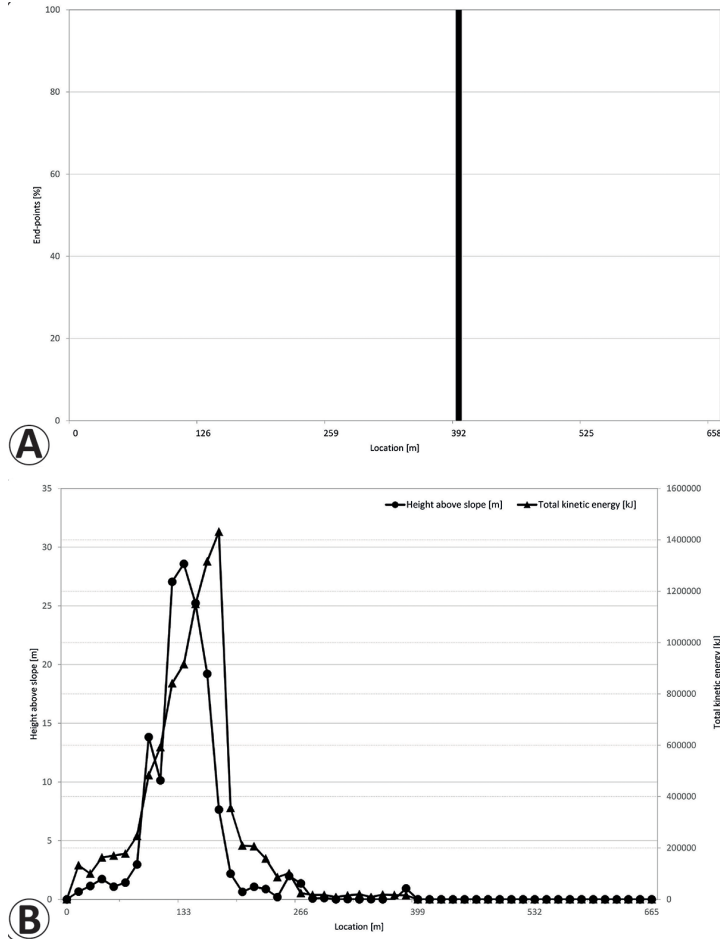 100
80
60
40
20
0
End-points [%]
0 126 259 392 525 658
Location [m]
A
35
30
25
20
15
10
5
0
Height above slope [m]
Height above slope [m] Total kinetic energy [kJ]
1600000
1400000
1200000
1000000
800000
600000
400000
200000
0
Total kinetic energy [kJ]
0 133 266 399 532 665
Location [m]
B